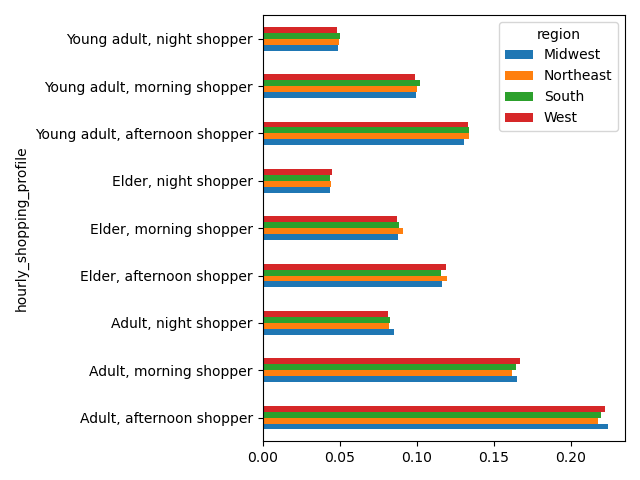 region
Midwest
Northeast
South
West
hourly_shopping_profile
Young adult, night shopper
Young adult, morning shopper
Young adult, afternoon shopper
Elder, night shopper
Elder, morning shopper
Elder, afternoon shopper
Adult, night shopper
Adult, morning shopper
Adult, afternoon shopper
0.00 0.05 0.10 0.15 0.20